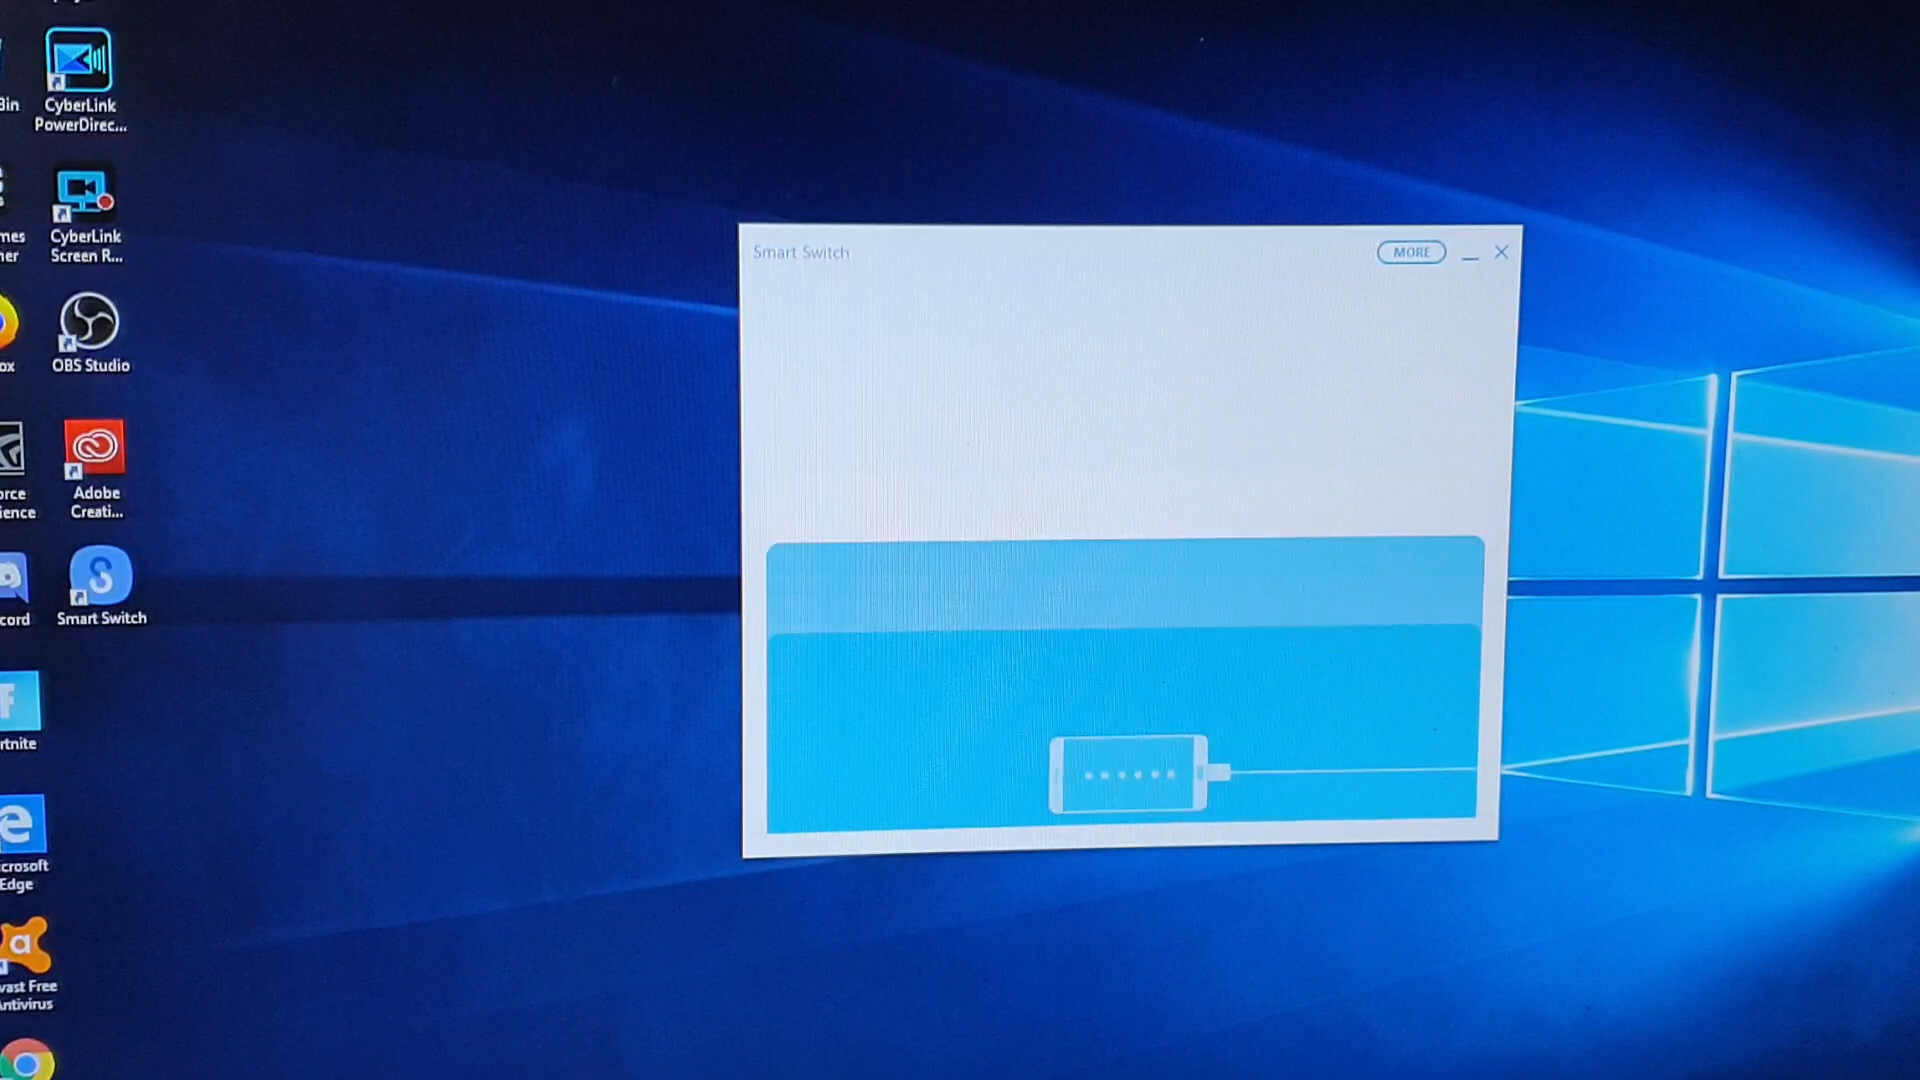 Bin
CyberLink
PowerDirec...
CyberLink
Screen R...
OBS Studio
Adobe
Creati...
Smart Switch
crosoft
Edge
vast Free
Antivirus
rtnite
cord
orce
ience
ox
mes
ner
Smart Switch
MORE